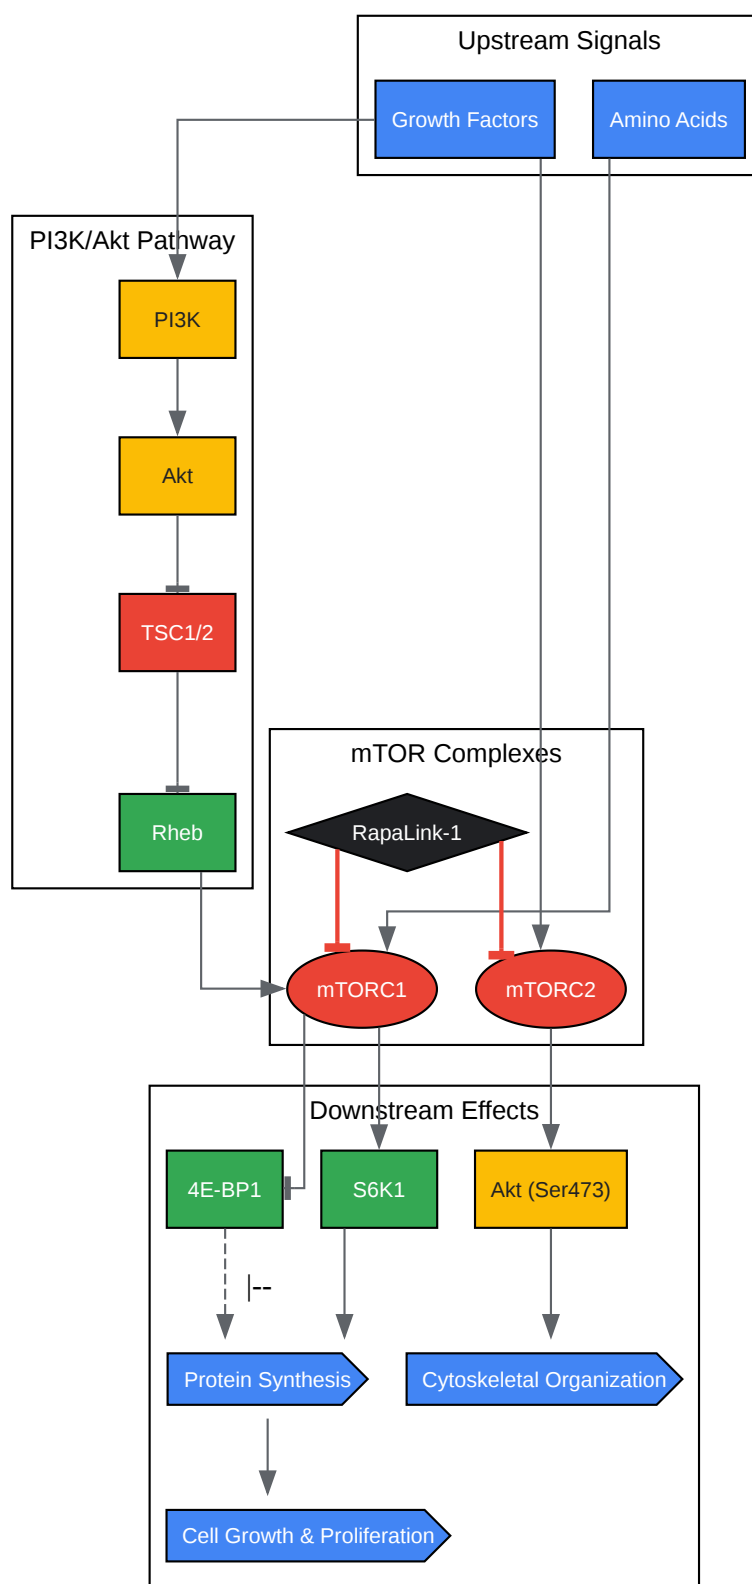 Upstream Signals
Growth Factors
Amino Acids
PI3K/Akt Pathway
PI3K
Akt
TSC1/2
mTOR Complexes
Rheb
RapaLink-1
mTORC1
mTORC2
Downstream Effects
4E-BP1
S6K1
Akt (Ser473)
|--
Protein Synthesis
Cytoskeletal Organization
Cell Growth & Proliferation